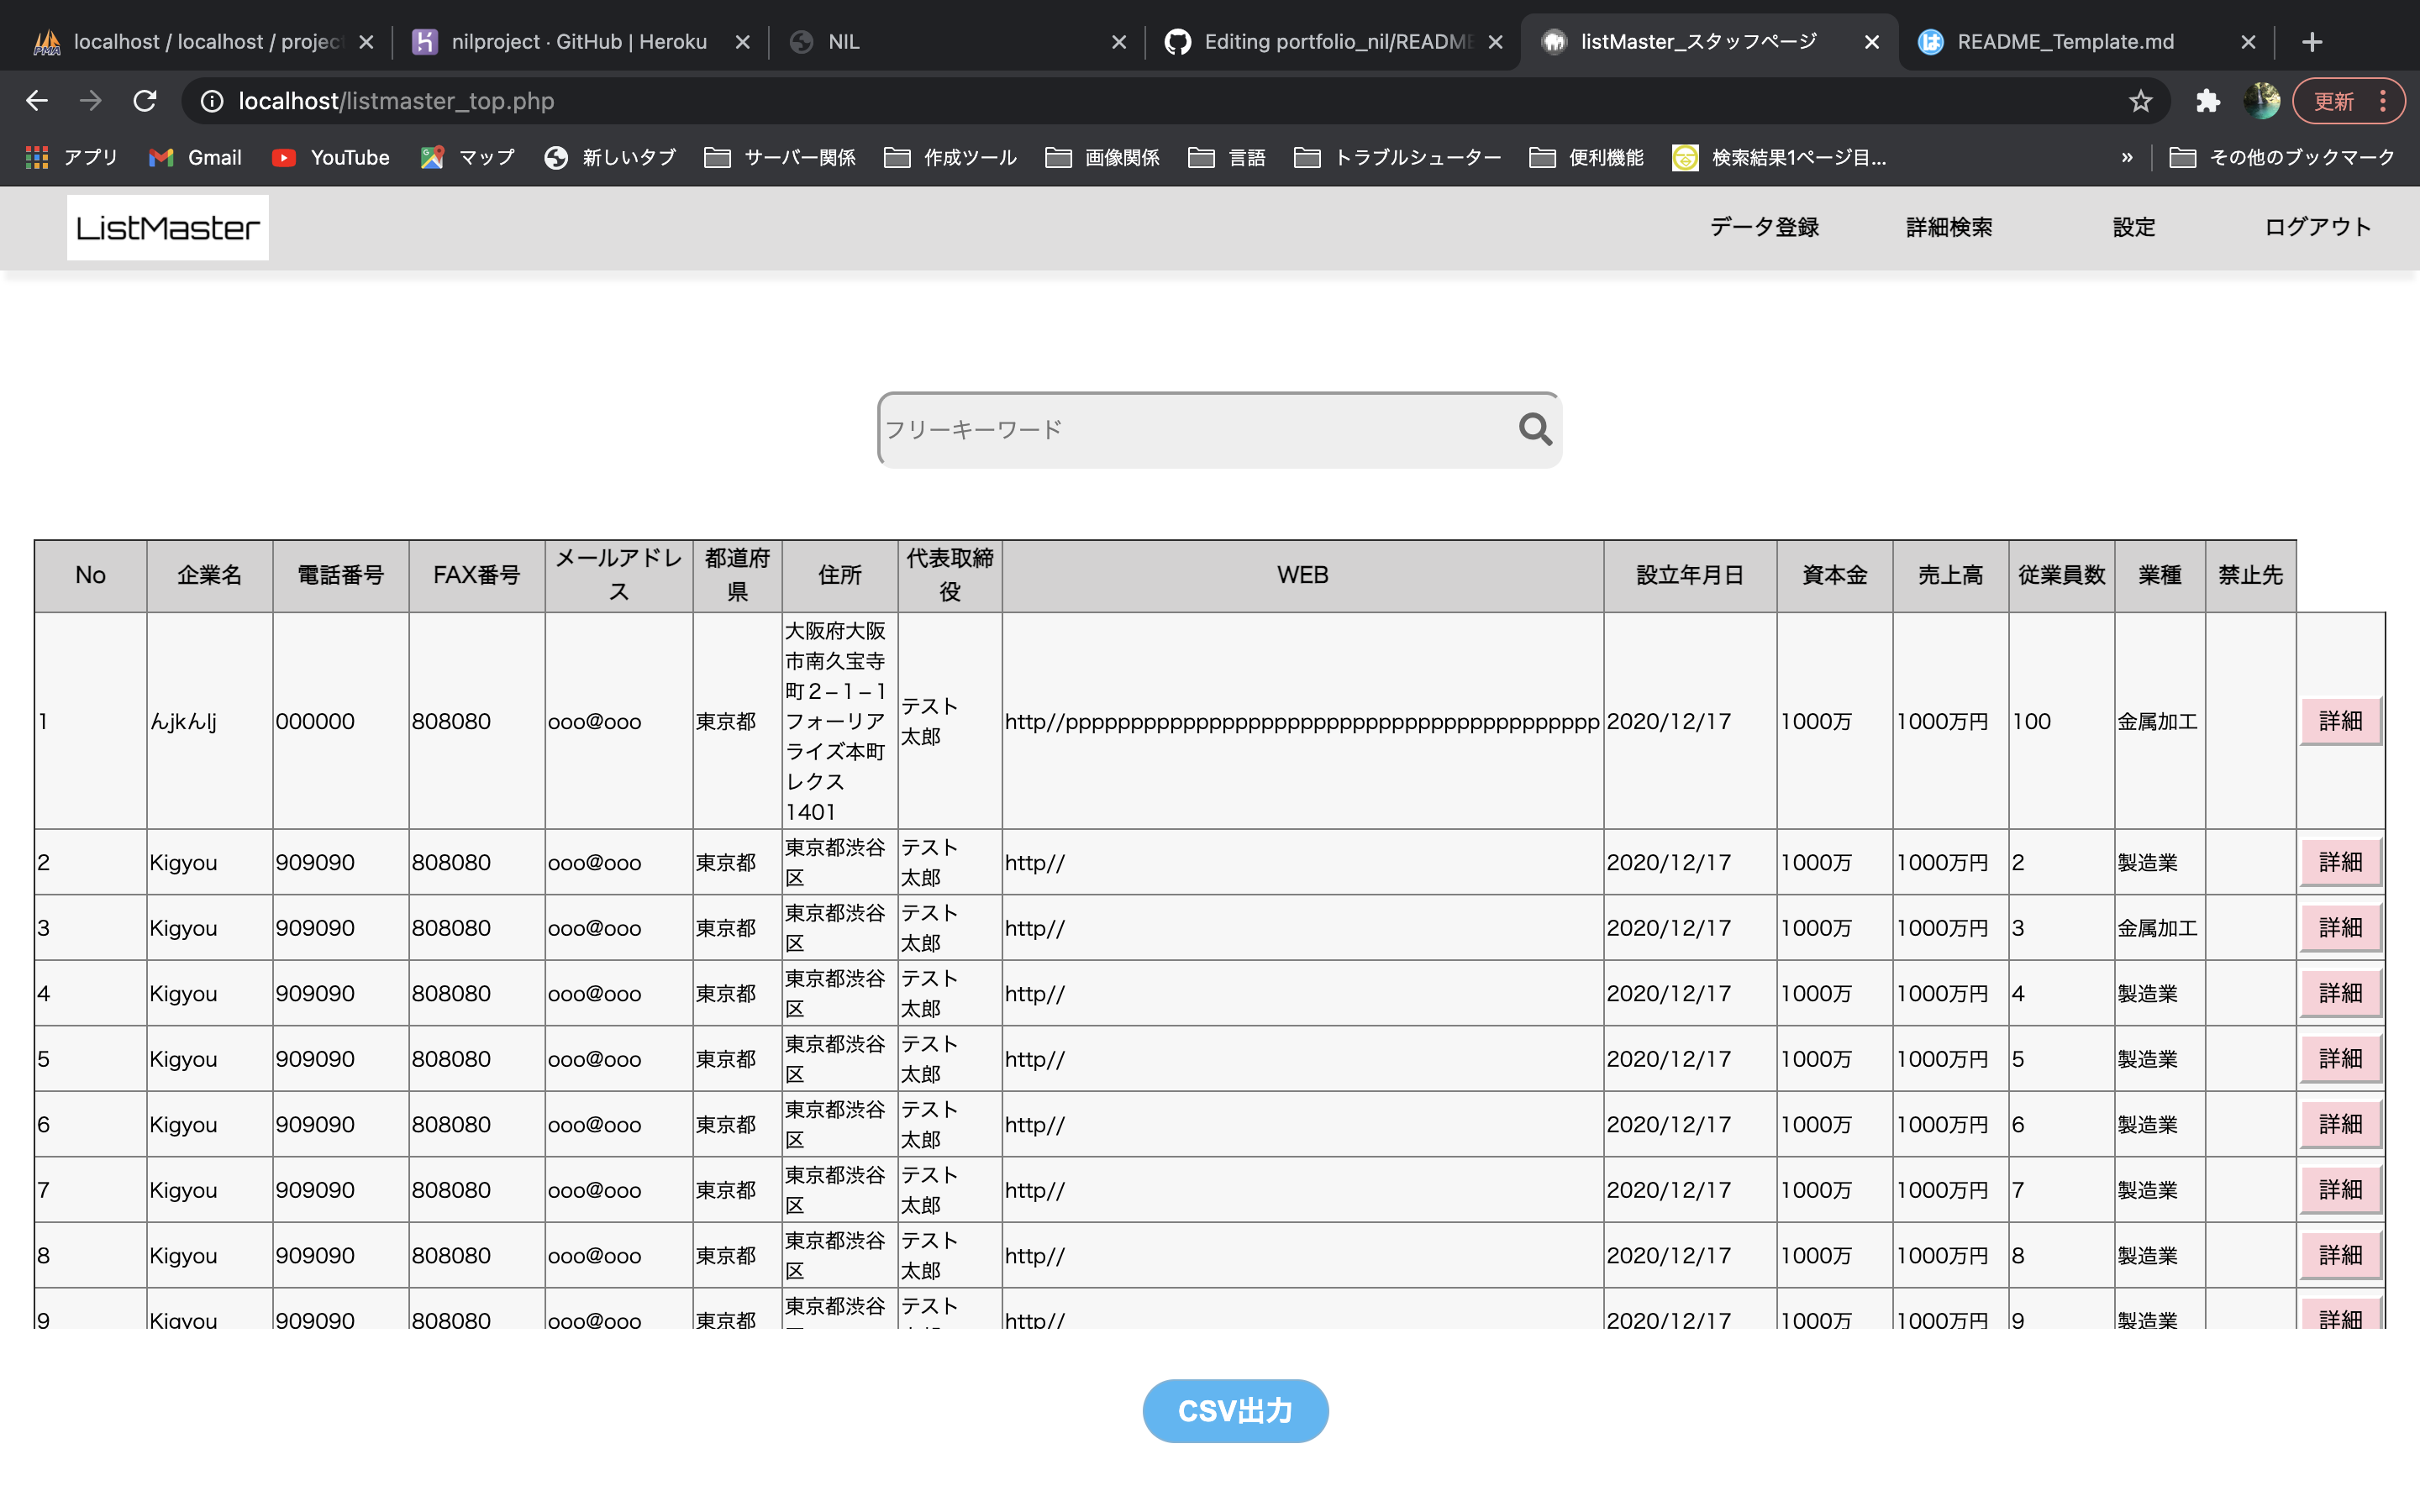 localhost / localhost / project
nilproject · GitHub | Heroku
NIL
Editing portfolio_nil/README
listMaster_スタッフページ
README_Template.md
localhost/listmaster_top.php
更新
アプリ
Gmail
YouTube
マップ
新しいタブ
サーバー関係
作成ツール
画像関係
言語
トラブルシューター
便利機能
検索結果1ページ目...
»
その他のブックマーク
ListMaster
データ登録
詳細検索
設定
ログアウト
フリーキーワード
No 企業名 電話番号 FAX番号 メールアドレス 都道府県 住所 代表取締役 WEB 設立年月日 資本金 売上高 従業員数 業種 禁止先
1 んjkんlj 000000 808080 ooo@ooo 東京都 大阪府大阪市南久宝寺町２−１−１フォーリアライズ本町レクス1401 テスト太郎 http//ppppppppppppppppppppppppppppppppppppppppp 2020/12/17 1000万 1000万円 100 金属加工 詳細
2 Kigyou 909090 808080 ooo@ooo 東京都 東京都渋谷区 テスト太郎 http// 2020/12/17 1000万 1000万円 2 製造業 詳細
3 Kigyou 909090 808080 ooo@ooo 東京都 東京都渋谷区 テスト太郎 http// 2020/12/17 1000万 1000万円 3 金属加工 詳細
4 Kigyou 909090 808080 ooo@ooo 東京都 東京都渋谷区 テスト太郎 http// 2020/12/17 1000万 1000万円 4 製造業 詳細
5 Kigyou 909090 808080 ooo@ooo 東京都 東京都渋谷区 テスト太郎 http// 2020/12/17 1000万 1000万円 5 製造業 詳細
6 Kigyou 909090 808080 ooo@ooo 東京都 東京都渋谷区 テスト太郎 http// 2020/12/17 1000万 1000万円 6 製造業 詳細
7 Kigyou 909090 808080 ooo@ooo 東京都 東京都渋谷区 テスト太郎 http// 2020/12/17 1000万 1000万円 7 製造業 詳細
8 Kigyou 909090 808080 ooo@ooo 東京都 東京都渋谷区 テスト太郎 http// 2020/12/17 1000万 1000万円 8 製造業 詳細
9 Kigyou 909090 808080 ooo@ooo 東京都 東京都渋谷 テスト http// 2020/12/17 1000万 1000万円 9 製造業 詳細
CSV出力